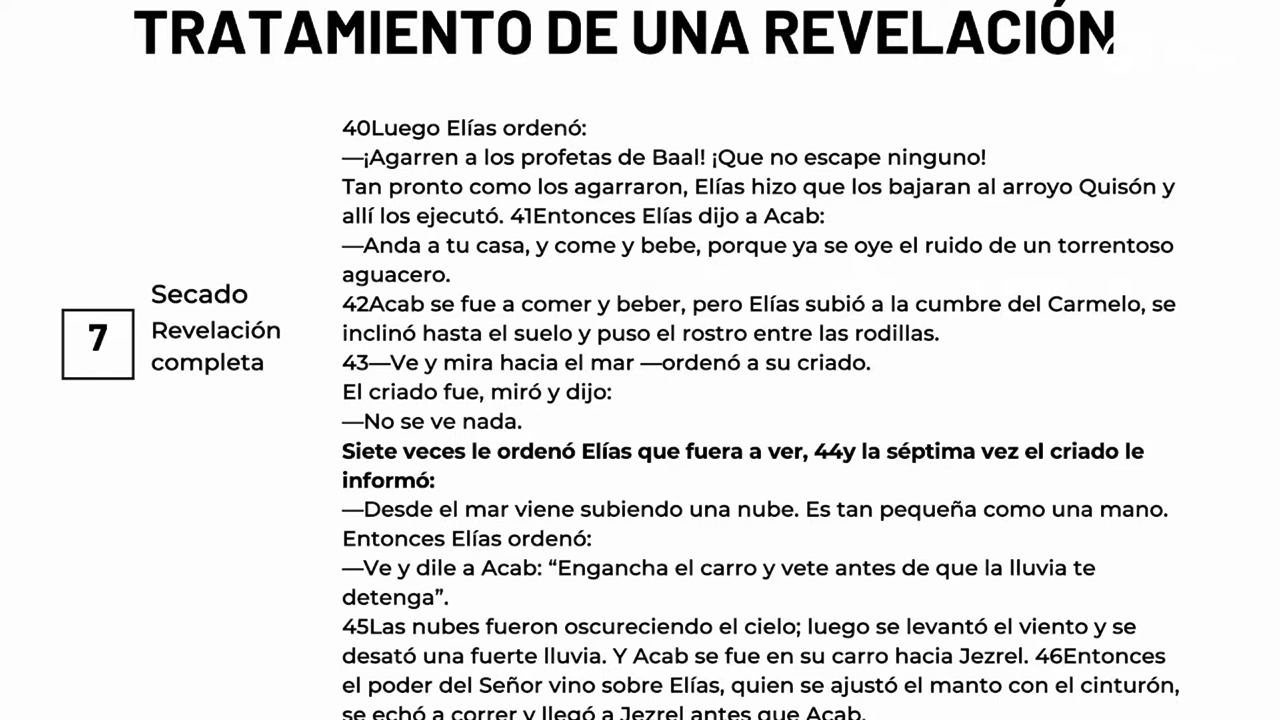 TRATAMIENTO DE UNA REVELACIÓN
40Luego Elías ordenó:
—¡Agarren a los profetas de Baal! ¡Que no escape ninguno!
Tan pronto como los agarraron, Elías hizo que los bajaran al arroyo Quisón y
allí los ejecutó. 41Entonces Elías dijo a Acab:
—Anda a tu casa, y come y bebe, porque ya se oye el ruido de un torrentoso
aguacero.
Secado
7
Revelación
completa
42Acab se fue a comer y beber, pero Elías subió a la cumbre del Carmelo, se
inclinó hasta el suelo y puso el rostro entre las rodillas.
43—Ve y mira hacia el mar —ordenó a su criado.
El criado fue, miró y dijo:
—No se ve nada.
Siete veces le ordenó Elías que fuera a ver, 44y la séptima vez el criado le
informó:
—Desde el mar viene subiendo una nube. Es tan pequeña como una mano.
Entonces Elías ordenó:
—Ve y dile a Acab: “Engancha el carro y vete antes de que la lluvia te
detenga”.
45Las nubes fueron oscureciendo el cielo; luego se levantó el viento y se
desató una fuerte lluvia. Y Acab se fue en su carro hacia Jezrel. 46Entonces
el poder del Señor vino sobre Elías, quien se ajustó el manto con el cinturón,
se echó a correr y llegó a Jezrel antes que Acab.